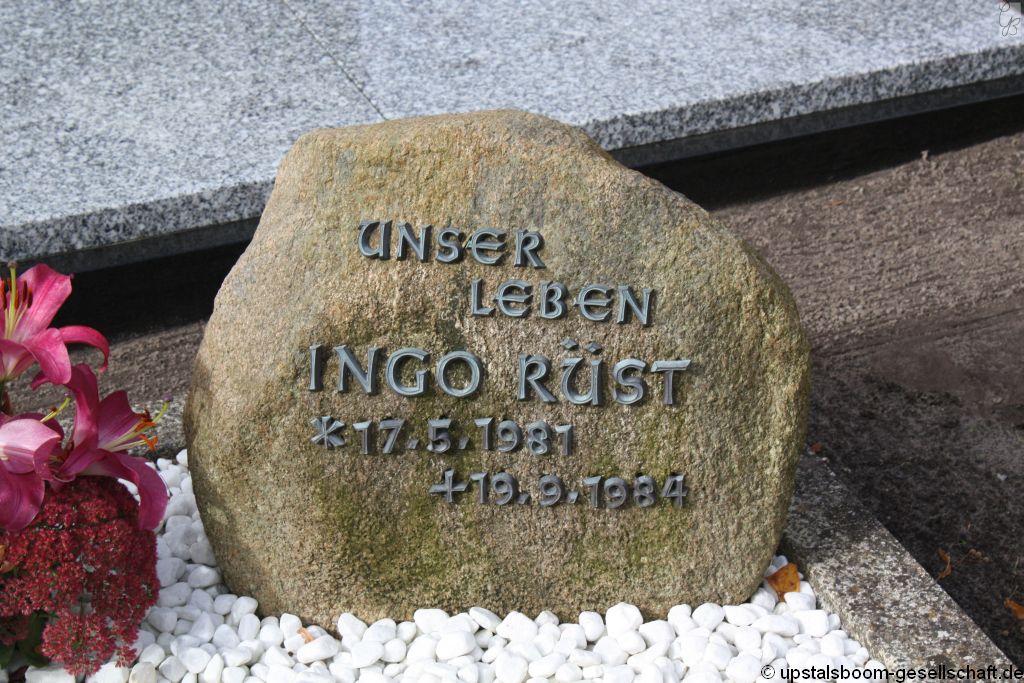 UNSER
LEBEN
INGO RÜST
* 17.5.1981
+ 19.9.1984
© upstalsboom-gesellschaft.de